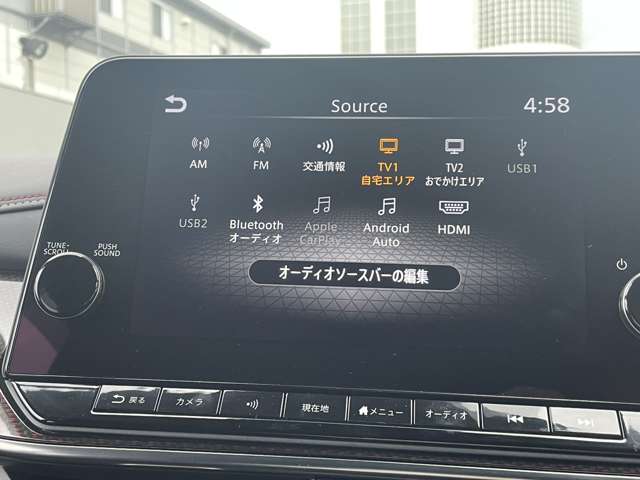 Source
4:58
AM
FM
交通情報
TV1
自宅エリア
TV2
おでかけエリア
USB1
USB2
Bluetooth
オーディオ
Apple
CarPlay
Android
Auto
HDMI
TUNE・
SCROLL
PUSH
SOUND
オーディオソースバーの編集
戻る
カメラ
現在地
メニュー
オーディオ